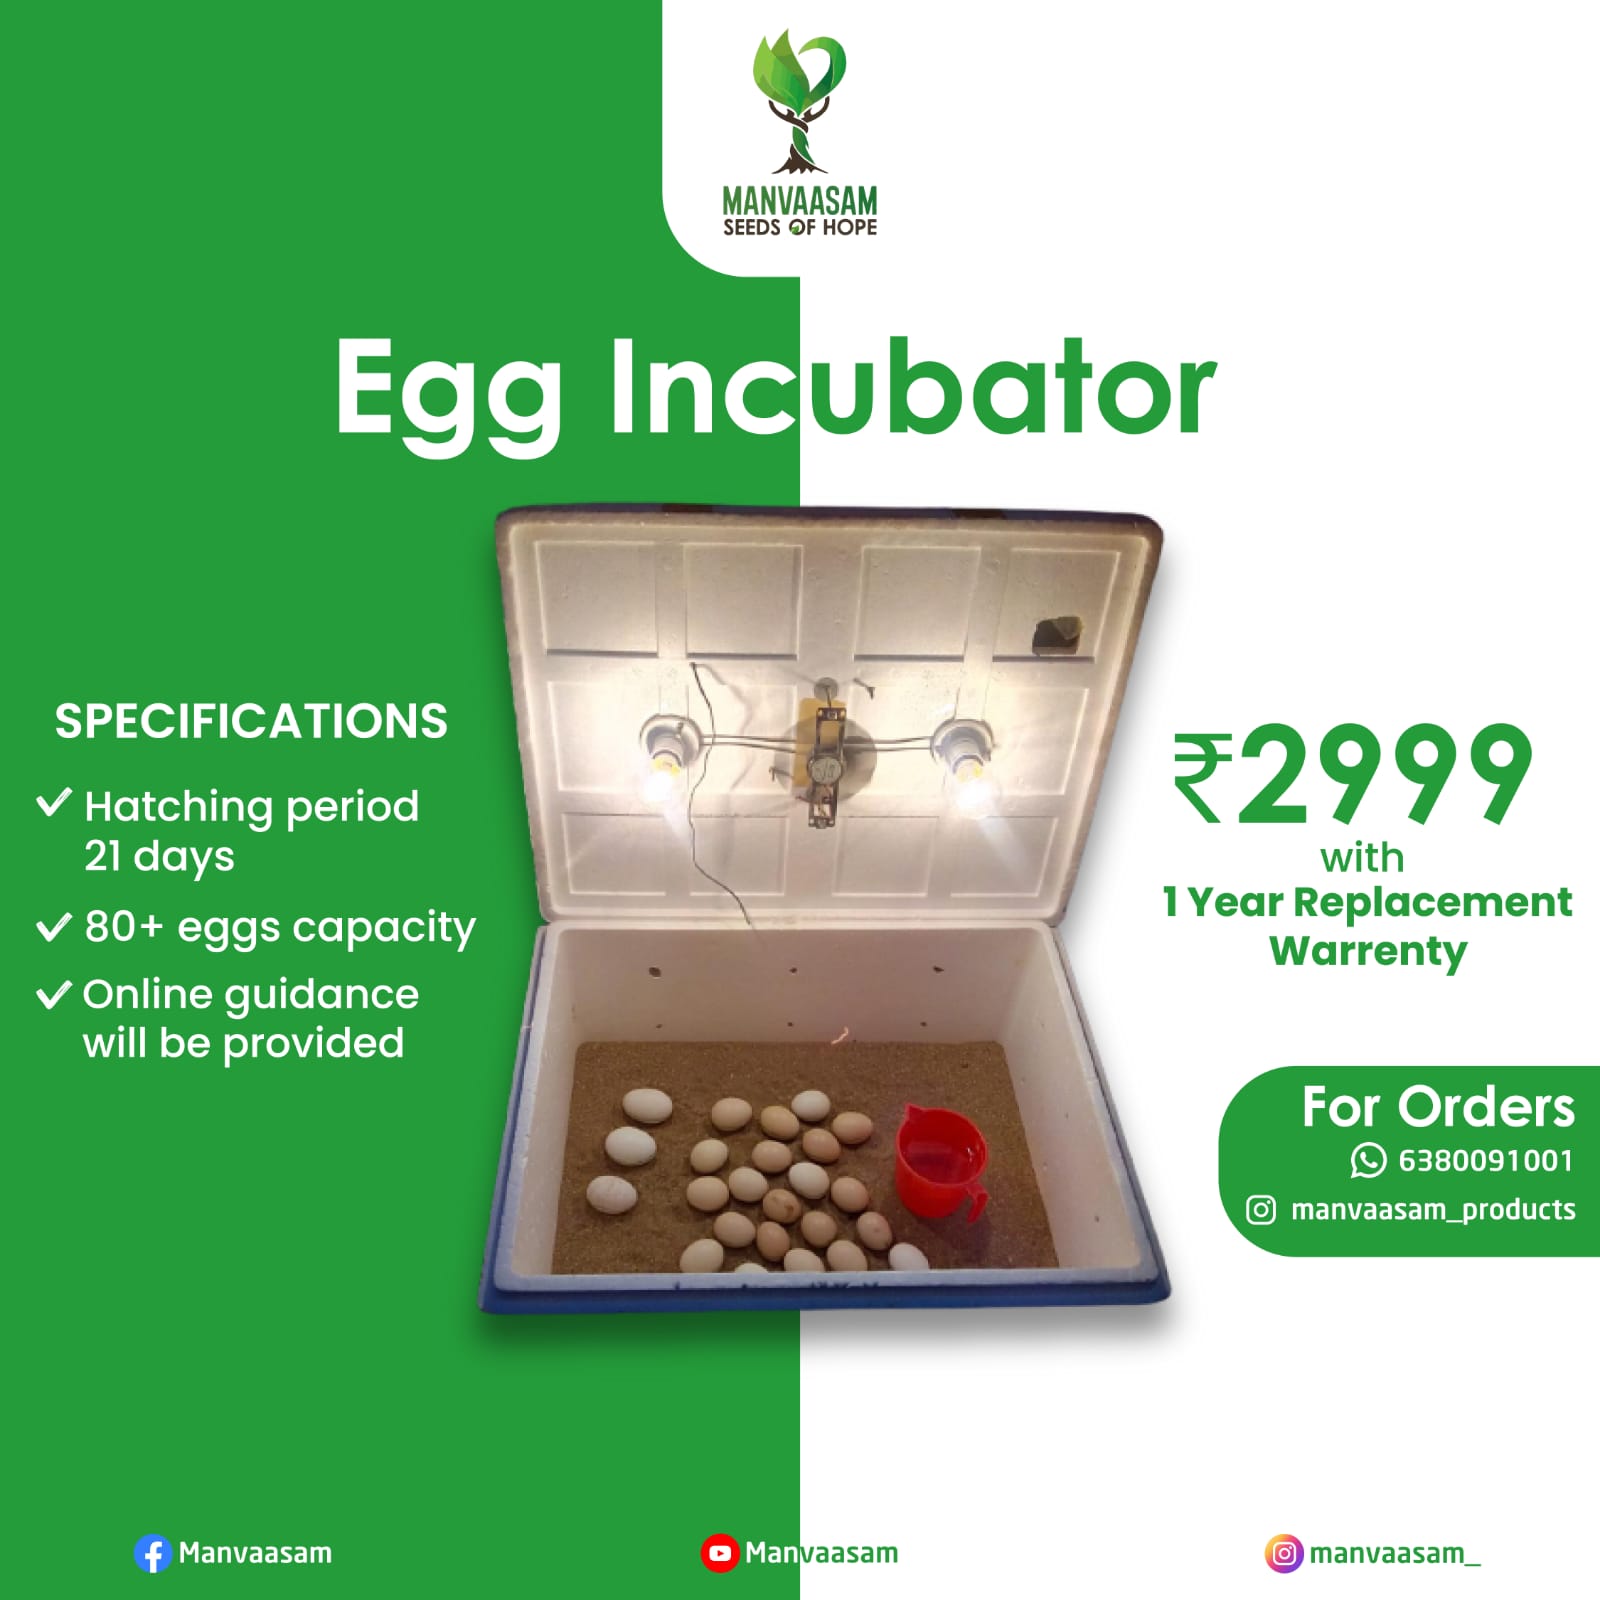 MANVAASAM
SEEDS OF HOPE
Egg Incubator
SPECIFICATIONS
Hatching period
21 days
80+ eggs capacity
Online guidance
will be provided
₹2999
with
1 Year Replacement
Warrenty
For Orders
6380091001
manvaasam_products
Manvaasam
Manvaasam
manvaasam_